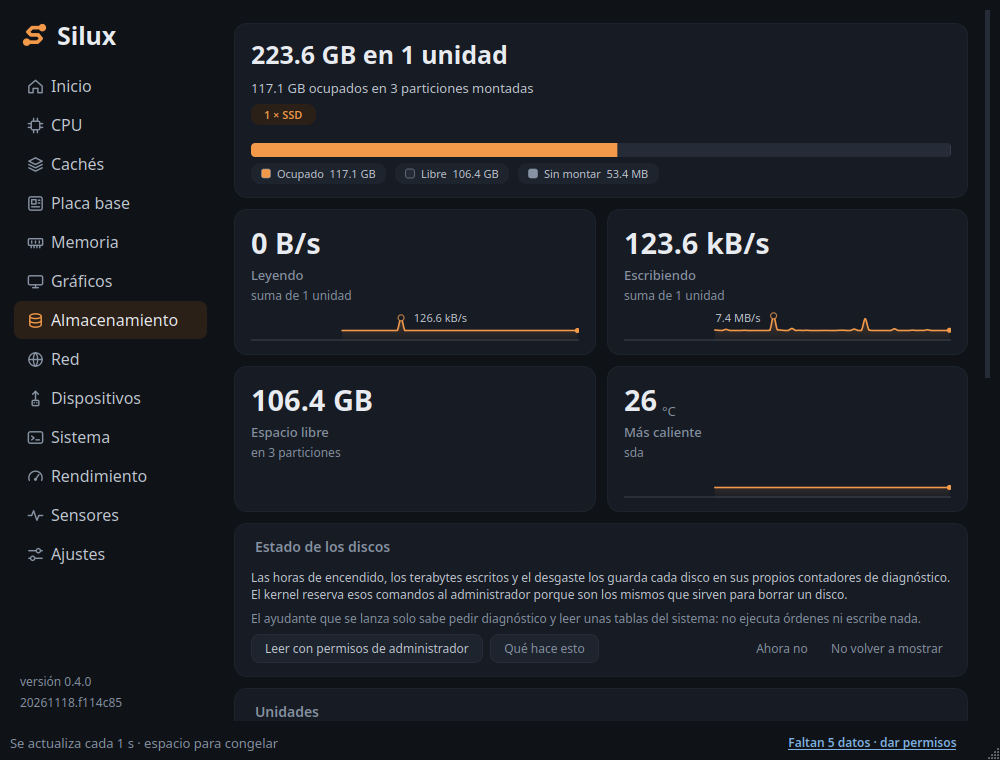 Silux
Inicio
CPU
Cachés
Placa base
Memoria
Gráficos
Almacenamiento
Red
Dispositivos
Sistema
Rendimiento
Sensores
Ajustes
versión 0.4.0
20261118.f114c85
223.6 GB en 1 unidad
117.1 GB ocupados en 3 particiones montadas
1 × SSD
Ocupado 117.1 GB
Libre 106.4 GB
Sin montar 53.4 MB
0 B/s
Leyendo
suma de 1 unidad
126.6 kB/s
123.6 kB/s
Escribiendo
suma de 1 unidad
7.4 MB/s
106.4 GB
Espacio libre
en 3 particiones
26 °C
Más caliente
sda
Estado de los discos
Las horas de encendido, los terabytes escritos y el desgaste los guarda cada disco en sus propios contadores de diagnóstico.
El kernel reserva esos comandos al administrador porque son los mismos que sirven para borrar un disco.
El ayudante que se lanza solo sabe pedir diagnóstico y leer unas tablas del sistema: no ejecuta órdenes ni escribe nada.
Leer con permisos de administrador
Qué hace esto
Ahora no
No volver a mostrar
Unidades
Se actualiza cada 1 s · espacio para congelar
Faltan 5 datos · dar permisos